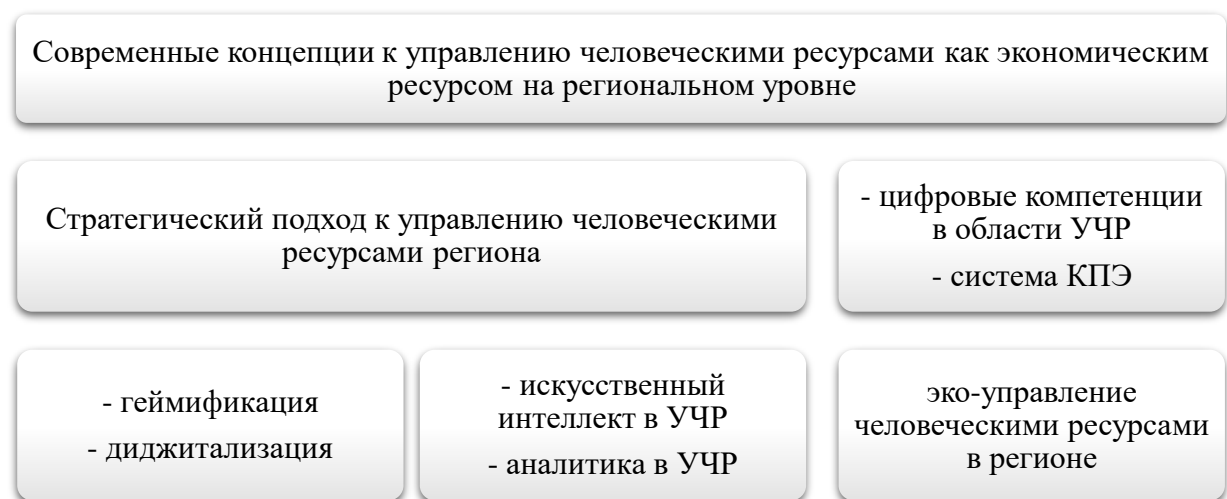 Современные концепции к управлению человеческими ресурсами как экономическим
ресурсом на региональном уровне
Стратегический подход к управлению человеческими
ресурсами региона
- цифровые компетенции
в области УЧР
- система КПЭ
- геймификация
- диджитализация
- искусственный
интеллект в УЧР
- аналитика в УЧР
эко-управление
человеческими ресурсами
в регионе